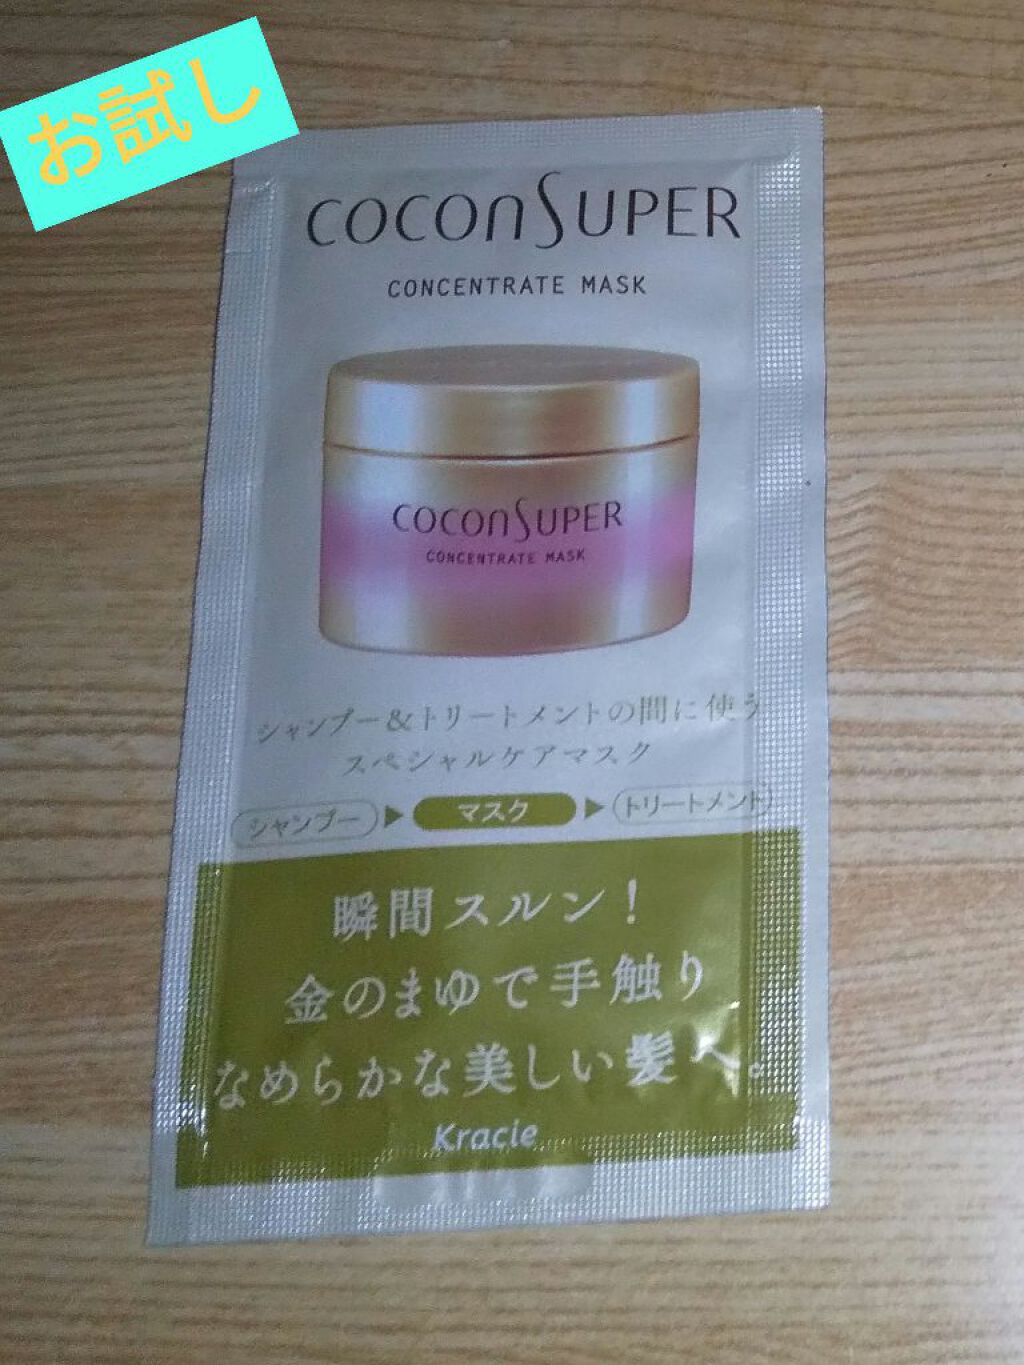 お試し
COCONSUPER
CONCENTRATE MASK
COCONSUPER
CONCENTRATE MASK
シャンプー&トリートメントの間に使う
スペシャルケアマスク
シャンプー▶マスク▶トリートメント
瞬間スルン!
金のまゆで手触り
なめらかな美しい髪へ。
Kracie